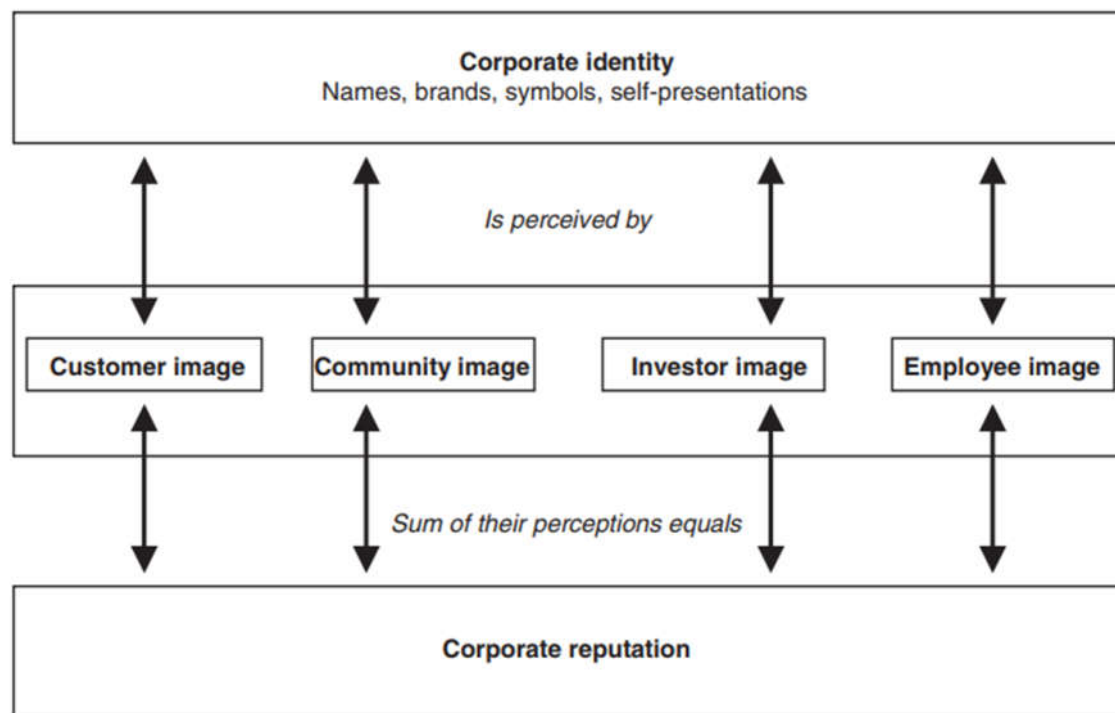 Corporate identity
Names, brands, symbols, self-presentations
Is perceived by
Customer image
Community image
Investor image
Employee image
Sum of their perceptions equals
Corporate reputation